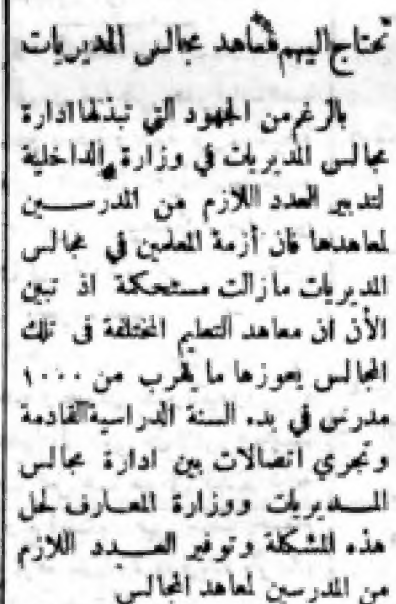 تحتاج اليهم معاهد مجالس المديريات
بالرغم من الجهود التي تبذلها ادارة
مجالس المديريات في وزارة الداخلية
لتدبير العدد اللازم من المدرسين
لمعاهدها فان أزمة المعلمين في مجالس
المديريات مازالت مستحكمة اذ تبين
الأن ان معاهد التعليم المختلفة فى تلك
المجالس يعوزها ما يقرب من ١٠٠٠
مدرس في بدء السنة الدراسية القادمة
وتجري اتصالات بين ادارة مجالس
المديريات ووزارة المعارف لحل
هذه المشكلة وتوفير العدد اللازم
من المدرسين لمعاهد المجالس